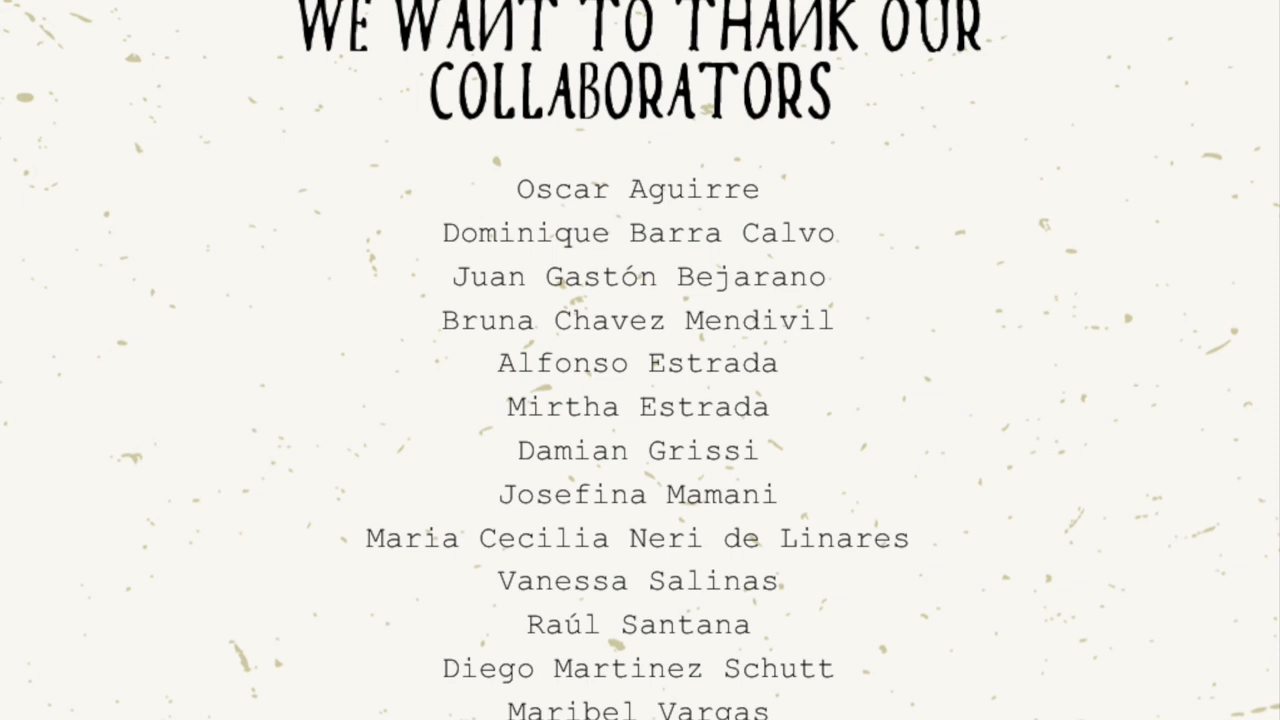 WE WANT TO THANK OUR
COLLABORATORS
Oscar Aguirre
Dominique Barra Calvo
Juan Gastón Bejarano
Bruna Chavez Mendivil
Alfonso Estrada
Mirtha Estrada
Damian Grissi
Josefina Mamani
Maria Cecilia Neri de Linares
Vanessa Salinas
Raúl Santana
Diego Martinez Schutt
Maribel Vargas